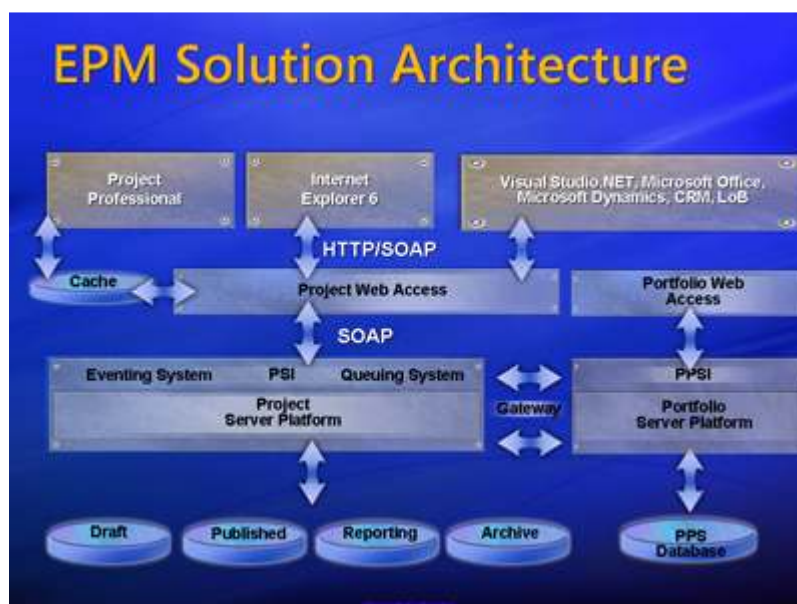 EPM Solution Architecture
Project
Professional
Internet
Explorer 6
Visual Studio.NET, Microsoft Office,
Microsoft Dynamics, CRM, LoB
HTTP/SOAP
Cache
Project Web Access
Portfolio Web
Access
SOAP
Eventing System
PSI
Queuing System
PPSI
Project
Server Platform
Gateway
Portfolio
Server Platform
Draft
Published
Reporting
Archive
PPS
Database